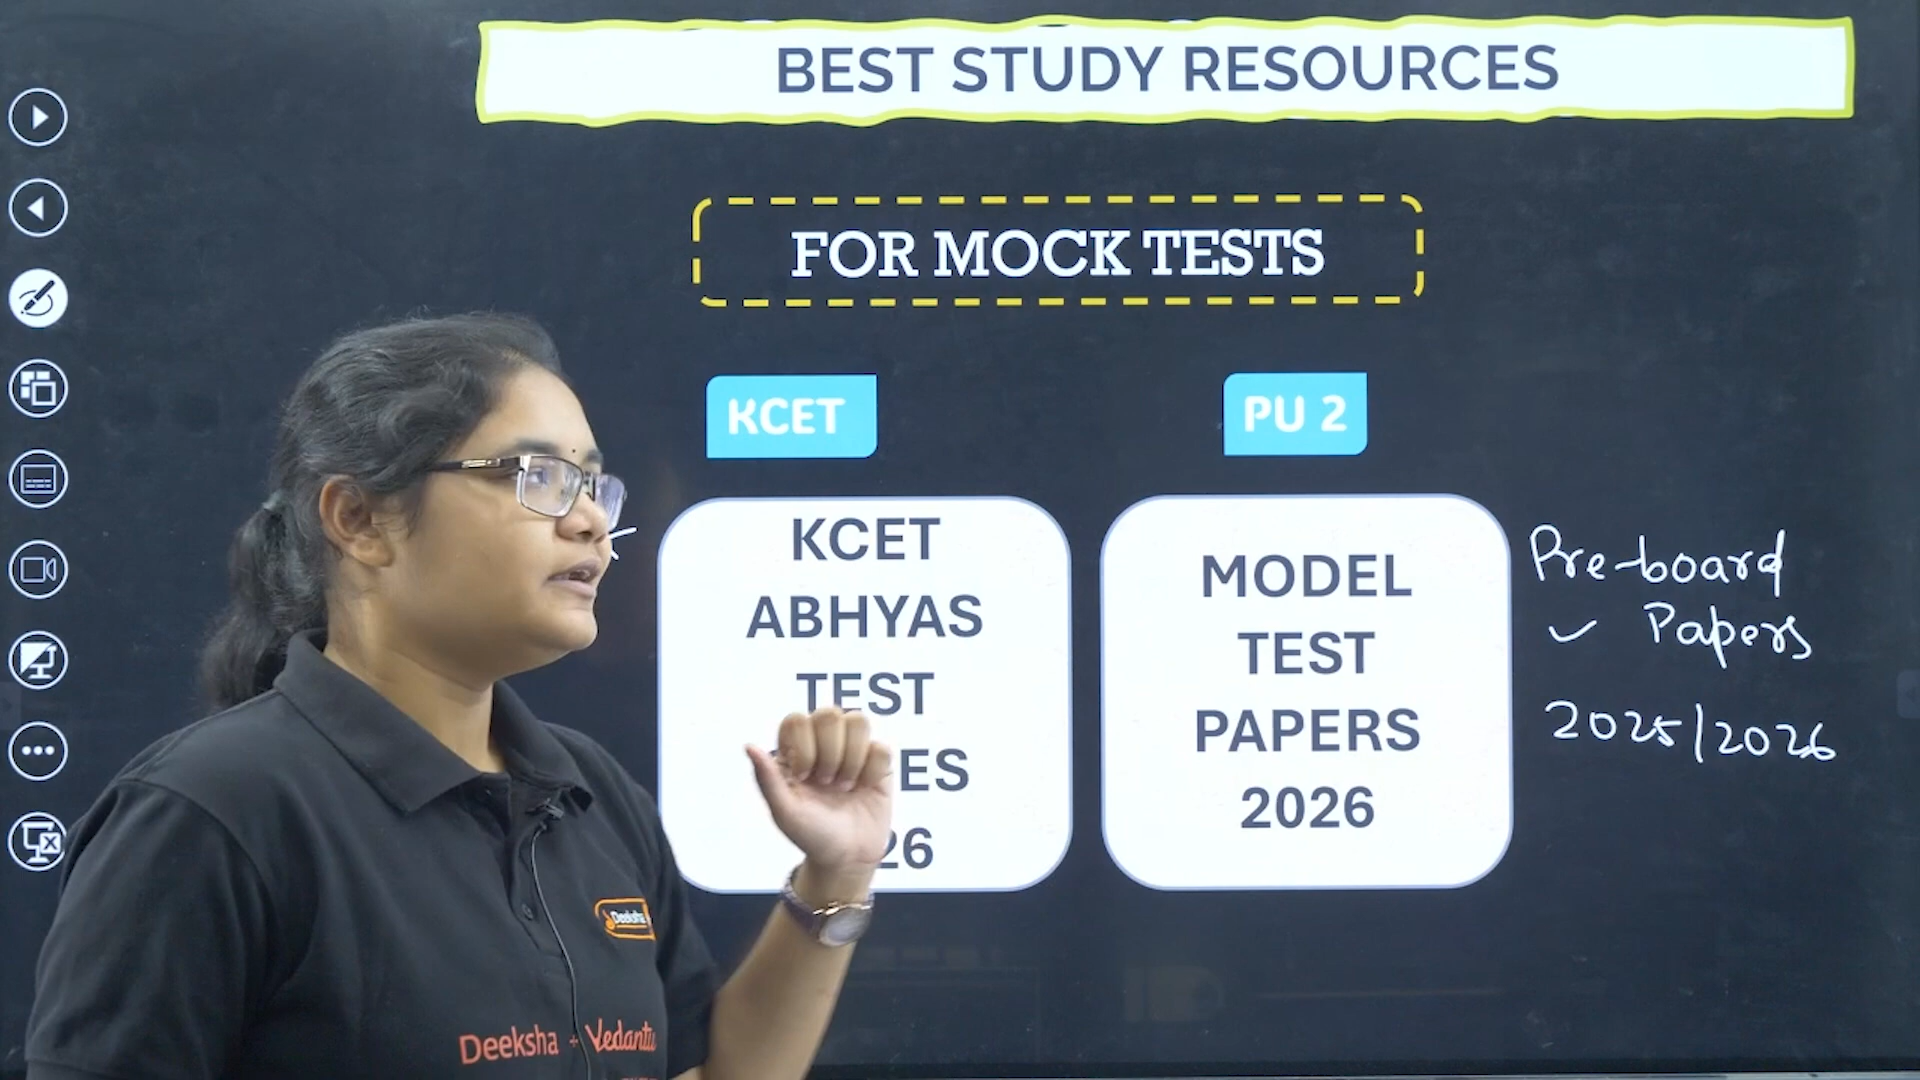 BEST STUDY RESOURCES
FOR MOCK TESTS
KCET
PU 2
KCET
ABHYAS
TEST
ES
26
MODEL
TEST
PAPERS
2026
Pre-board
Papers
2025/2026
Deeksha
Deeksha + Vedantu